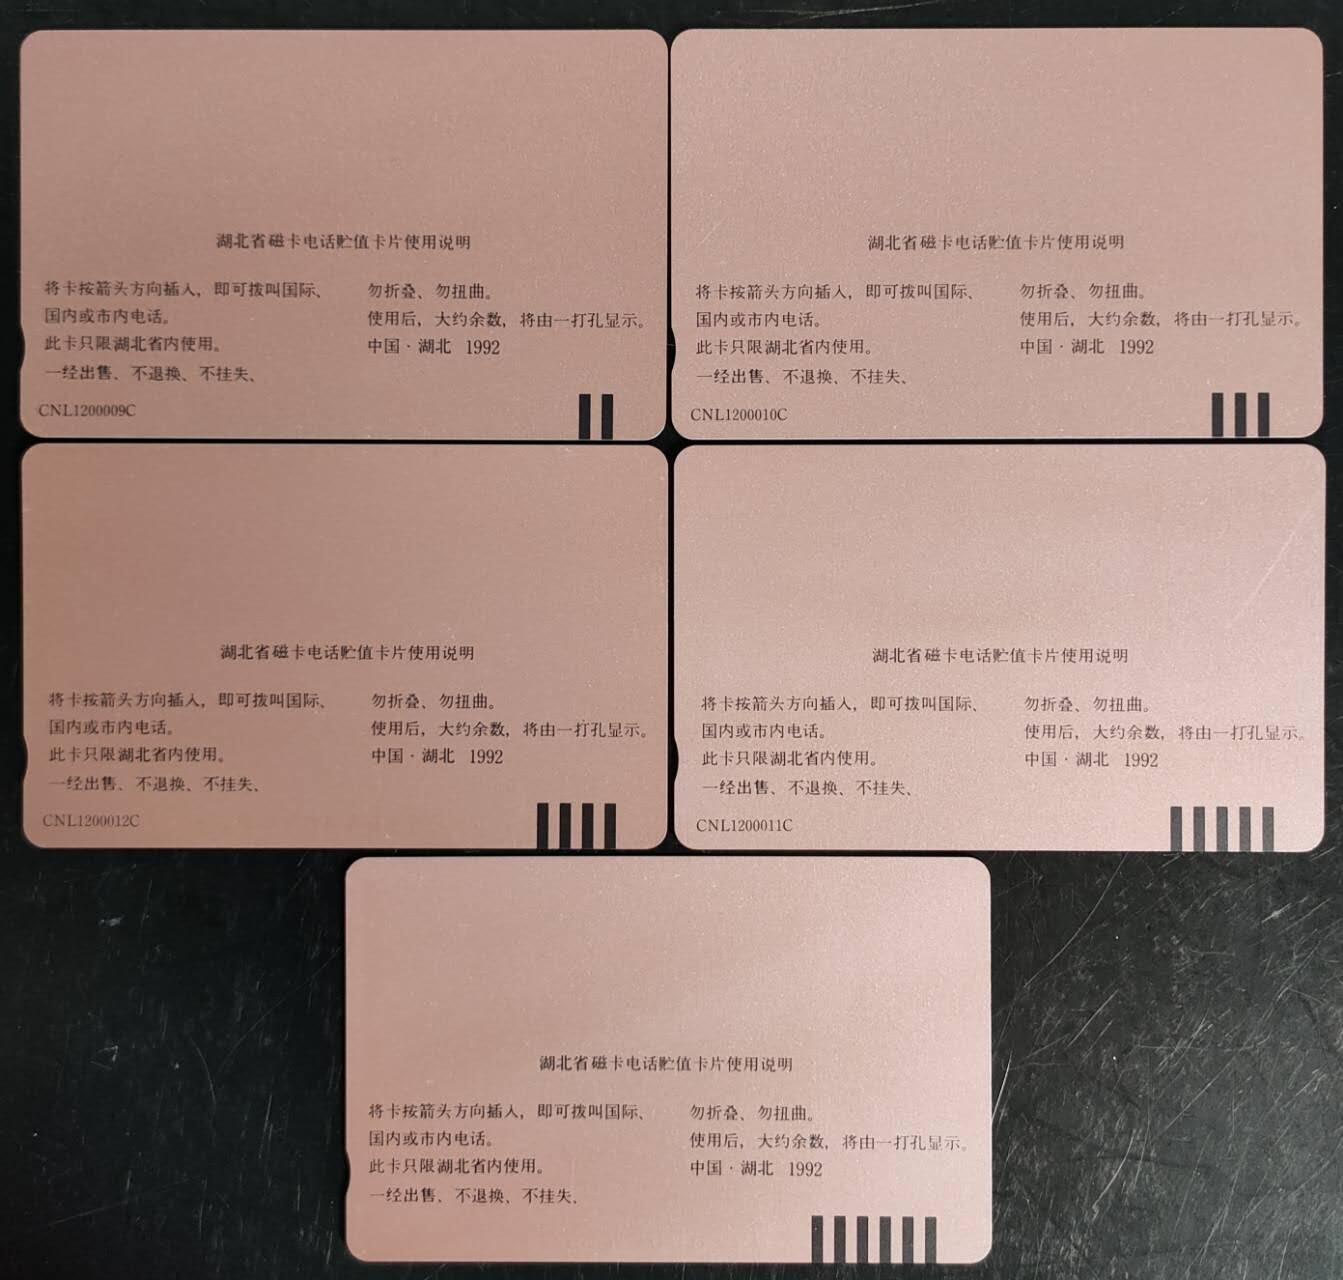 湖北省磁卡电话贮值卡片使用说明
将卡按箭头方向插入, 即可拨叫国际、
国内或市内电话。
此卡只限湖北省内使用。
一经出售、不退换、不挂失、
勿折叠、勿扭曲。
使用后, 大约余数, 将由一打孔显示。
中国·湖北 1992
CNL1200009C
湖北省磁卡电话贮值卡片使用说明
将卡按箭头方向插入, 即可拨叫国际、
国内或市内电话。
此卡只限湖北省内使用。
一经出售、不退换、不挂失、
勿折叠、勿扭曲。
使用后, 大约余数, 将由一打孔显示。
中国·湖北 1992
CNL1200010C
湖北省磁卡电话贮值卡片使用说明
将卡按箭头方向插入, 即可拨叫国际、
国内或市内电话。
此卡只限湖北省内使用。
一经出售、不退换、不挂失、
勿折叠、勿扭曲。
使用后, 大约余数, 将由一打孔显示。
中国·湖北 1992
CNL1200012C
湖北省磁卡电话贮值卡片使用说明
将卡按箭头方向插入, 即可拨叫国际、
国内或市内电话。
此卡只限湖北省内使用。
一经出售、不退换、不挂失、
勿折叠、勿扭曲。
使用后, 大约余数, 将由一打孔显示。
中国·湖北 1992
CNL1200011C
湖北省磁卡电话贮值卡片使用说明
将卡按箭头方向插入, 即可拨叫国际、
国内或市内电话。
此卡只限湖北省内使用。
一经出售、不退换、不挂失、
勿折叠、勿扭曲。
使用后, 大约余数, 将由一打孔显示。
中国·湖北 1992